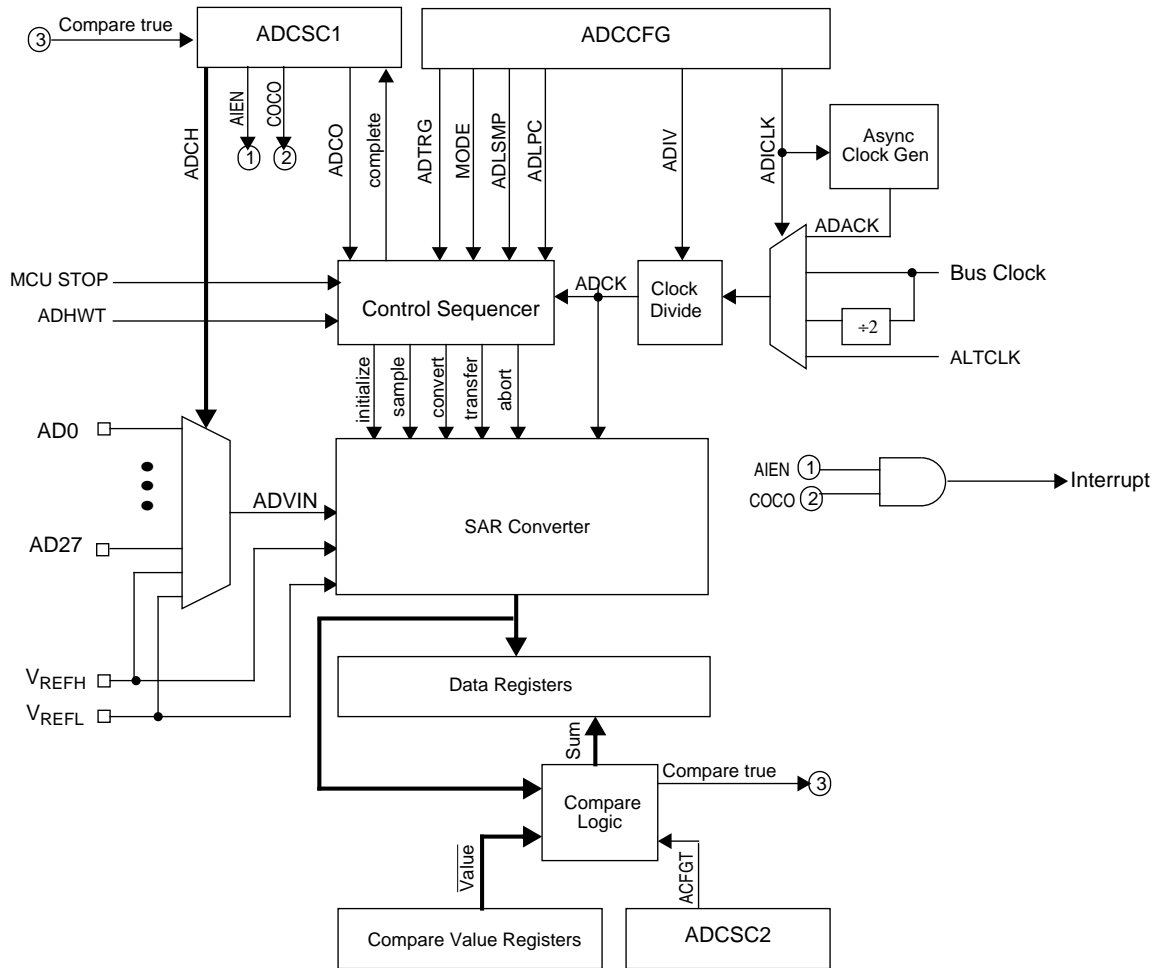 3
Compare true
ADCSC1
ADCCFG
ADCH
AIEN
COCO
ADCO
complete
ADTRG
MODE
ADLSMP
ADLPC
ADIV
ADICLK
Async
Clock Gen
1
2
ADACK
MCU STOP
ADHWT
Control Sequencer
ADCK
Clock
Divide
Bus Clock
÷2
ALTCLK
initialize
sample
convert
transfer
abort
AD0
AD27
ADVIN
SAR Converter
AIEN 1
COCO 2
Interrupt
VREFH
VREFL
Data Registers
Sum
Compare true
3
Compare
Logic
Value
ACFGT
Compare Value Registers
ADCSC2